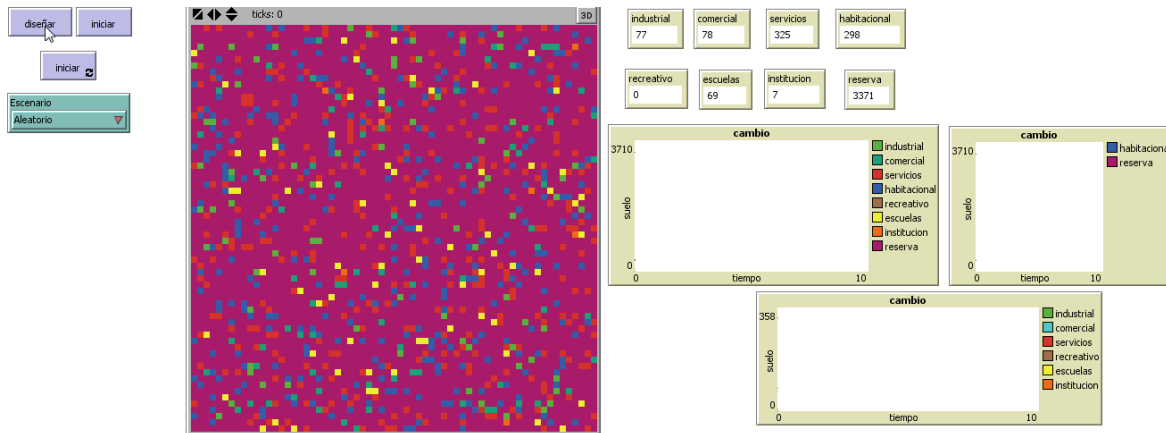 diseñar
iniciar
iniciar
Escenario
Aleatorio
ticks: 0
3D
industrial
77
comercial
78
servicios
325
habitacional
298
recreativo
0
escuelas
69
institucion
7
reserva
3371
cambio
3710
suelo
0
0
tiempo
10
industrial
comercial
servicios
habitacional
recreativo
escuelas
institucion
reserva
cambio
3710
suelo
0
0
tiempo
10
habitacional
reserva
cambio
358
suelo
0
0
tiempo
10
industrial
comercial
servicios
recreativo
escuelas
institucion